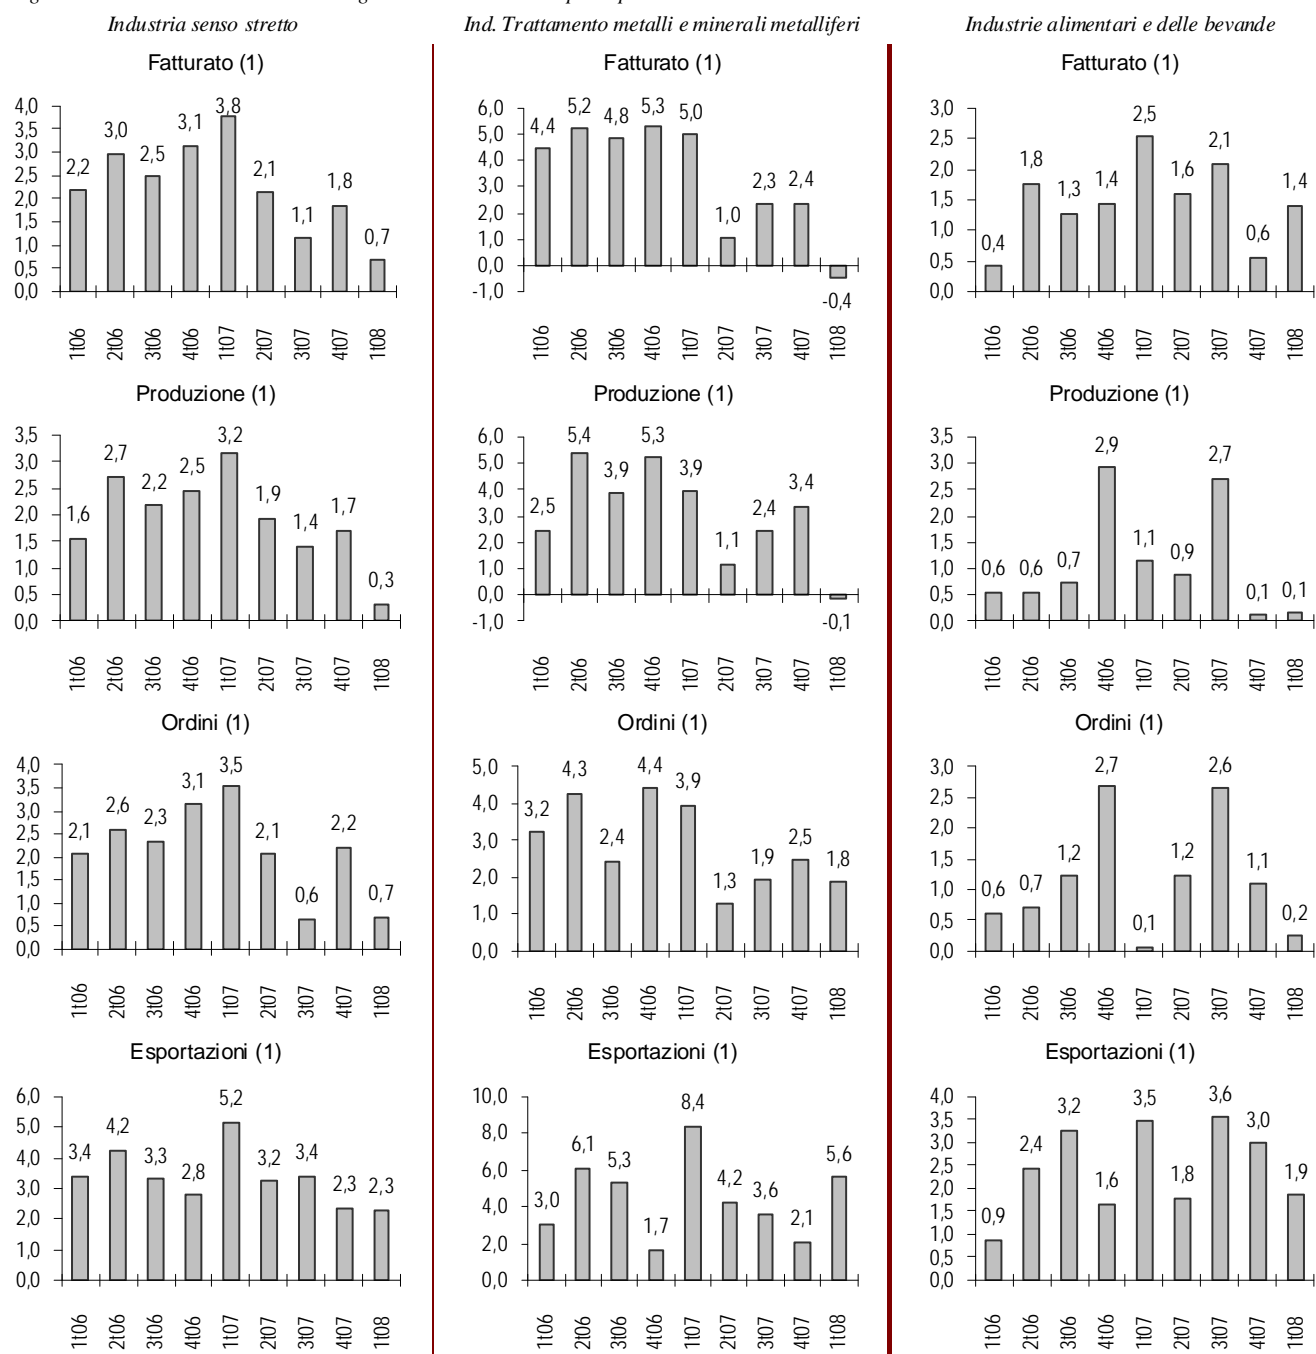 Industria senso stretto
Ind. Trattamento metalli e minerali metalliferi
Industrie alimentari e delle bevande
Fatturato (1)
4,0
3,5
3,0
2,5
2,0
1,5
1,0
0,5
0,0
2,2
3,0
2,5
3,1
3,8
2,1
1,1
1,8
0,7
1t06
2t06
3t06
4t06
1t07
2t07
3t07
4t07
1t08
Fatturato (1)
6,0
5,0
4,0
3,0
2,0
1,0
0,0
-1,0
4,4
5,2
4,8
5,3
5,0
1,0
2,3
2,4
-0,4
1t06
2t06
3t06
4t06
1t07
2t07
3t07
4t07
1t08
Fatturato (1)
3,0
2,5
2,0
1,5
1,0
0,5
0,0
0,4
1,8
1,3
1,4
2,5
1,6
2,1
0,6
1,4
1t06
2t06
3t06
4t06
1t07
2t07
3t07
4t07
1t08
Produzione (1)
3,5
3,0
2,5
2,0
1,5
1,0
0,5
0,0
1,6
2,7
2,2
2,5
3,2
1,9
1,4
1,7
0,3
1t06
2t06
3t06
4t06
1t07
2t07
3t07
4t07
1t08
Produzione (1)
6,0
5,0
4,0
3,0
2,0
1,0
0,0
-1,0
2,5
5,4
3,9
5,3
3,9
1,1
2,4
3,4
-0,1
1t06
2t06
3t06
4t06
1t07
2t07
3t07
4t07
1t08
Produzione (1)
3,5
3,0
2,5
2,0
1,5
1,0
0,5
0,0
0,6
0,6
0,7
2,9
1,1
0,9
2,7
0,1
0,1
1t06
2t06
3t06
4t06
1t07
2t07
3t07
4t07
1t08
Ordini (1)
4,0
3,5
3,0
2,5
2,0
1,5
1,0
0,5
0,0
2,1
2,6
2,3
3,1
3,5
2,1
0,6
2,2
0,7
1t06
2t06
3t06
4t06
1t07
2t07
3t07
4t07
1t08
Ordini (1)
5,0
4,0
3,0
2,0
1,0
0,0
3,2
4,3
2,4
4,4
3,9
1,3
1,9
2,5
1,8
1t06
2t06
3t06
4t06
1t07
2t07
3t07
4t07
1t08
Ordini (1)
3,0
2,5
2,0
1,5
1,0
0,5
0,0
0,6
0,7
1,2
2,7
0,1
1,2
2,6
1,1
0,2
1t06
2t06
3t06
4t06
1t07
2t07
3t07
4t07
1t08
Esportazioni (1)
6,0
5,0
4,0
3,0
2,0
1,0
0,0
3,4
4,2
3,3
2,8
5,2
3,2
3,4
2,3
2,3
1t06
2t06
3t06
4t06
1t07
2t07
3t07
4t07
1t08
Esportazioni (1)
10,0
8,0
6,0
4,0
2,0
0,0
3,0
6,1
5,3
1,7
8,4
4,2
3,6
2,1
5,6
1t06
2t06
3t06
4t06
1t07
2t07
3t07
4t07
1t08
Esportazioni (1)
4,0
3,5
3,0
2,5
2,0
1,5
1,0
0,5
0,0
0,9
2,4
3,2
1,6
3,5
1,8
3,6
3,0
1,9
1t06
2t06
3t06
4t06
1t07
2t07
3t07
4t07
1t08